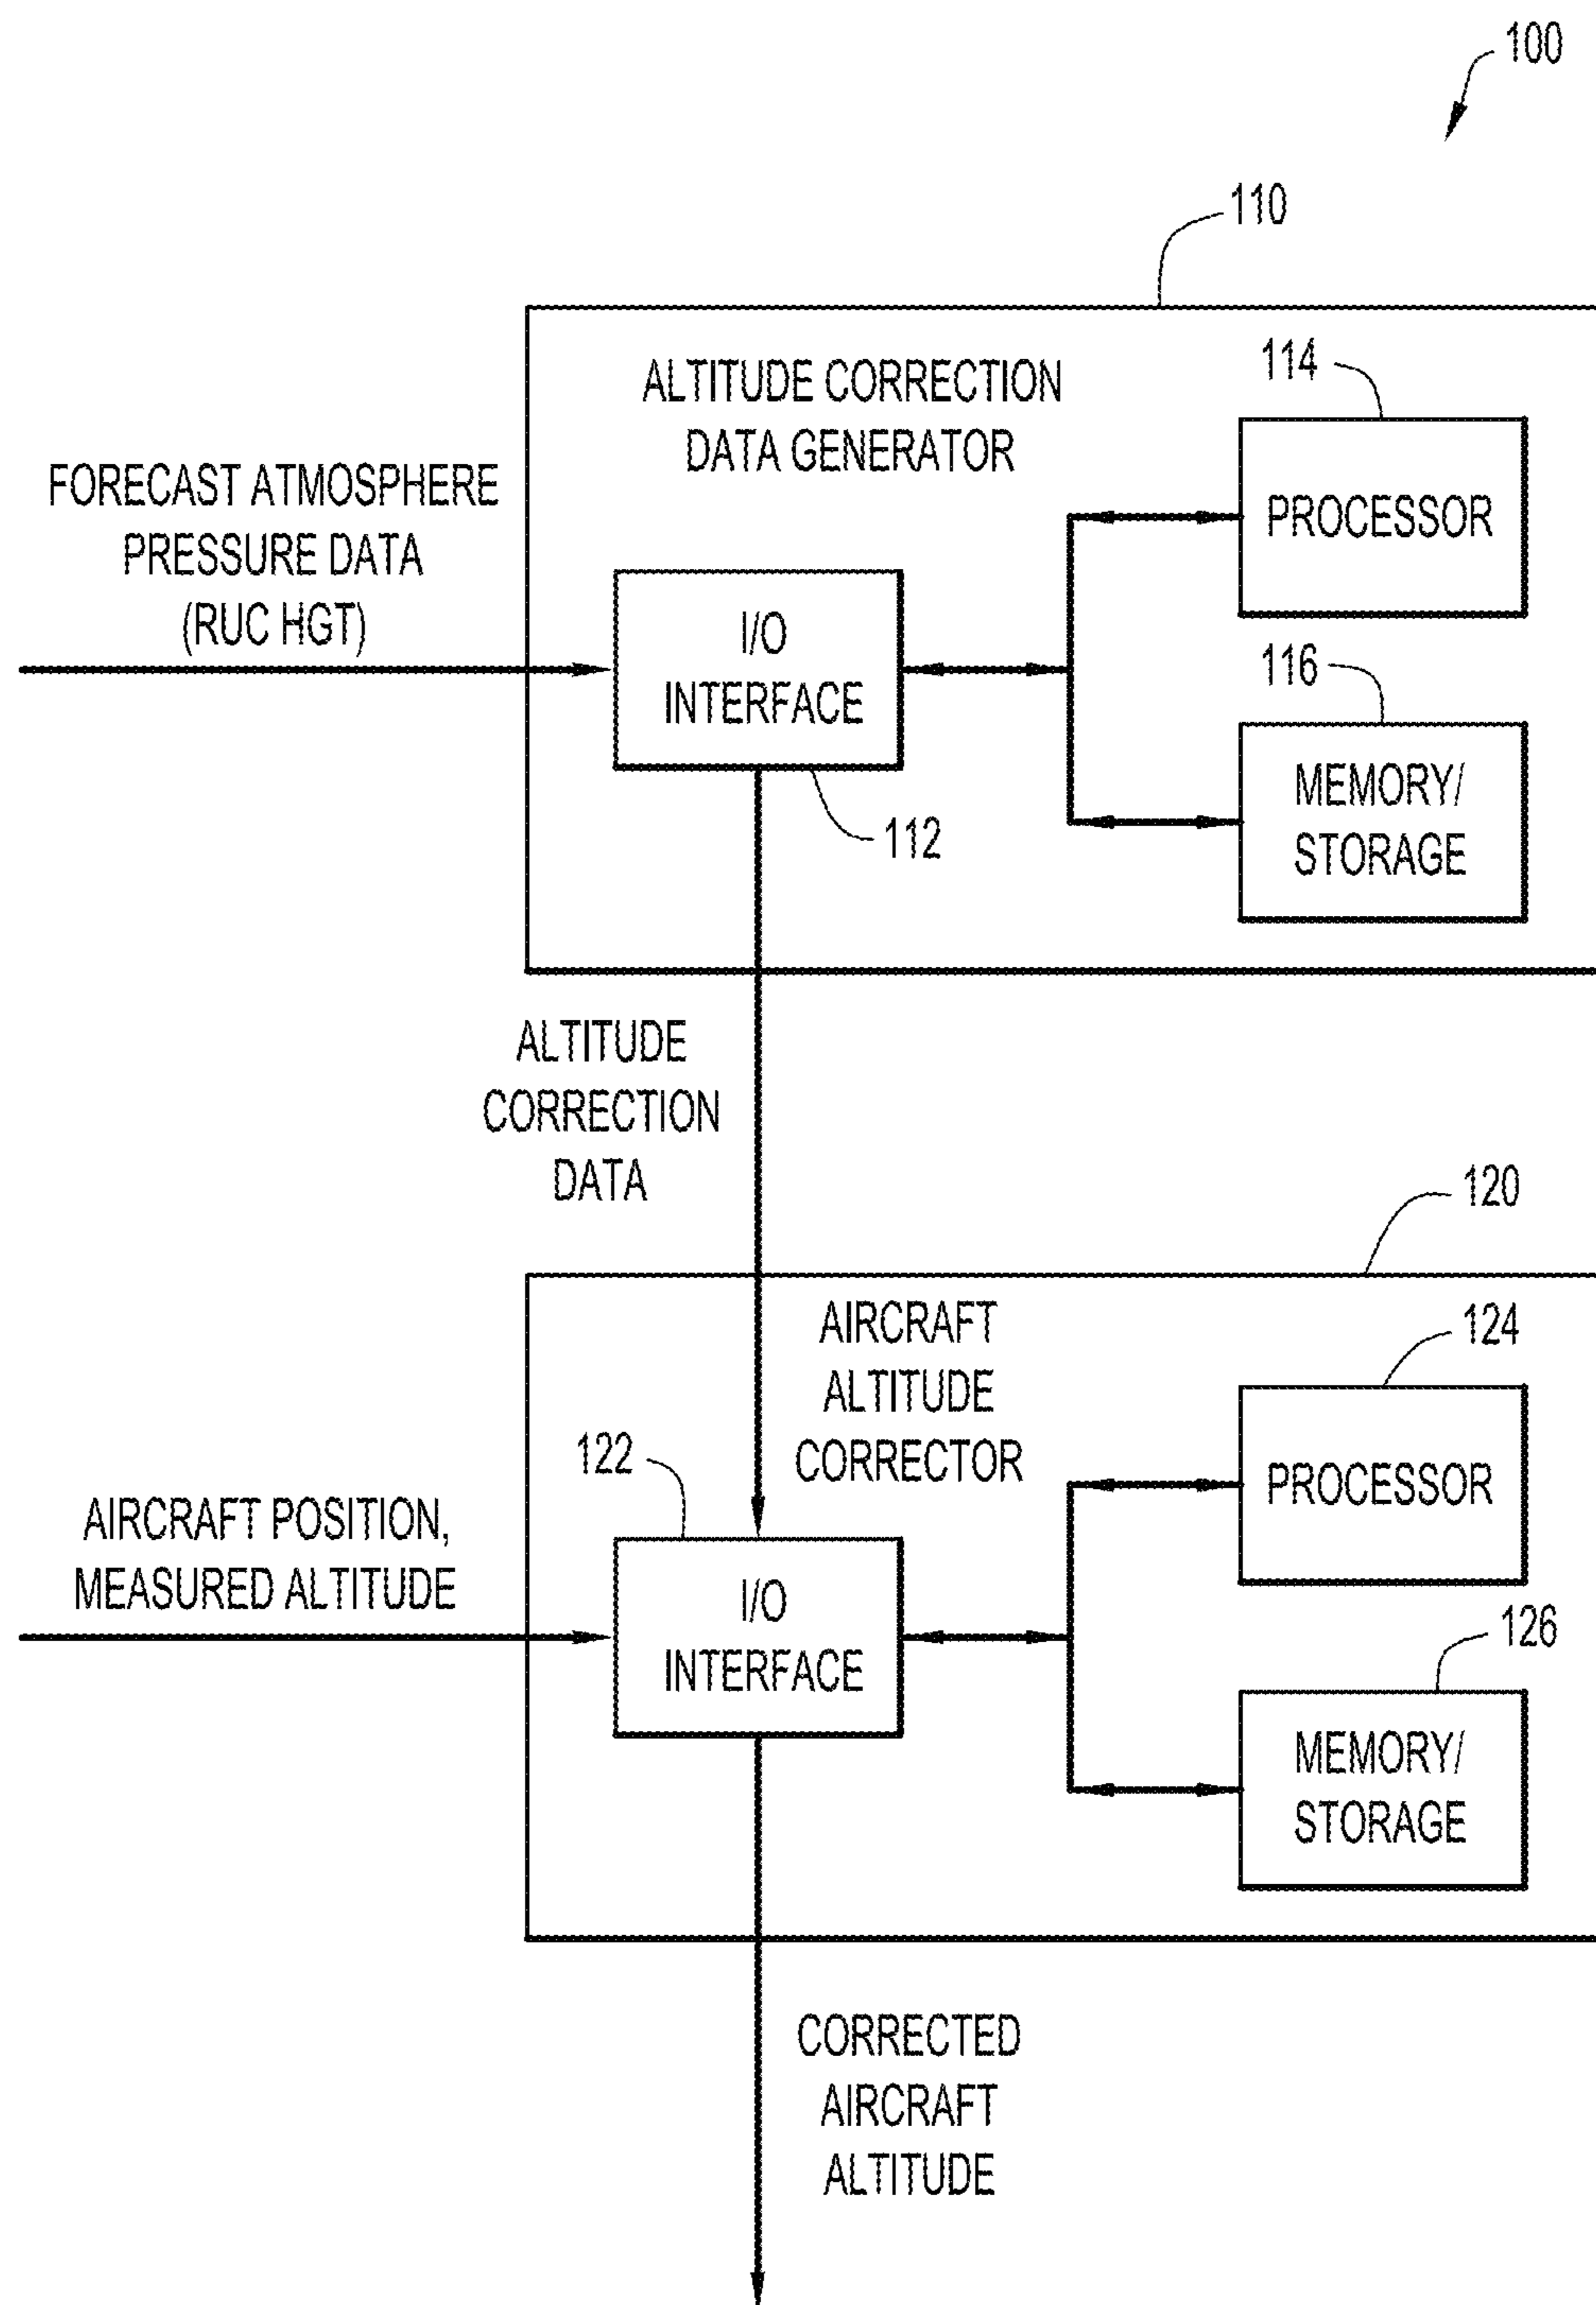 100
110
ALTITUDE CORRECTION
DATA GENERATOR
114
PROCESSOR
FORECAST ATMOSPHERE
PRESSURE DATA
(RUC HGT)
I/O
INTERFACE
112
116
MEMORY/
STORAGE
ALTITUDE
CORRECTION
DATA
120
AIRCRAFT
ALTITUDE
CORRECTOR
124
PROCESSOR
122
AIRCRAFT POSITION,
MEASURED ALTITUDE
I/O
INTERFACE
126
MEMORY/
STORAGE
CORRECTED
AIRCRAFT
ALTITUDE